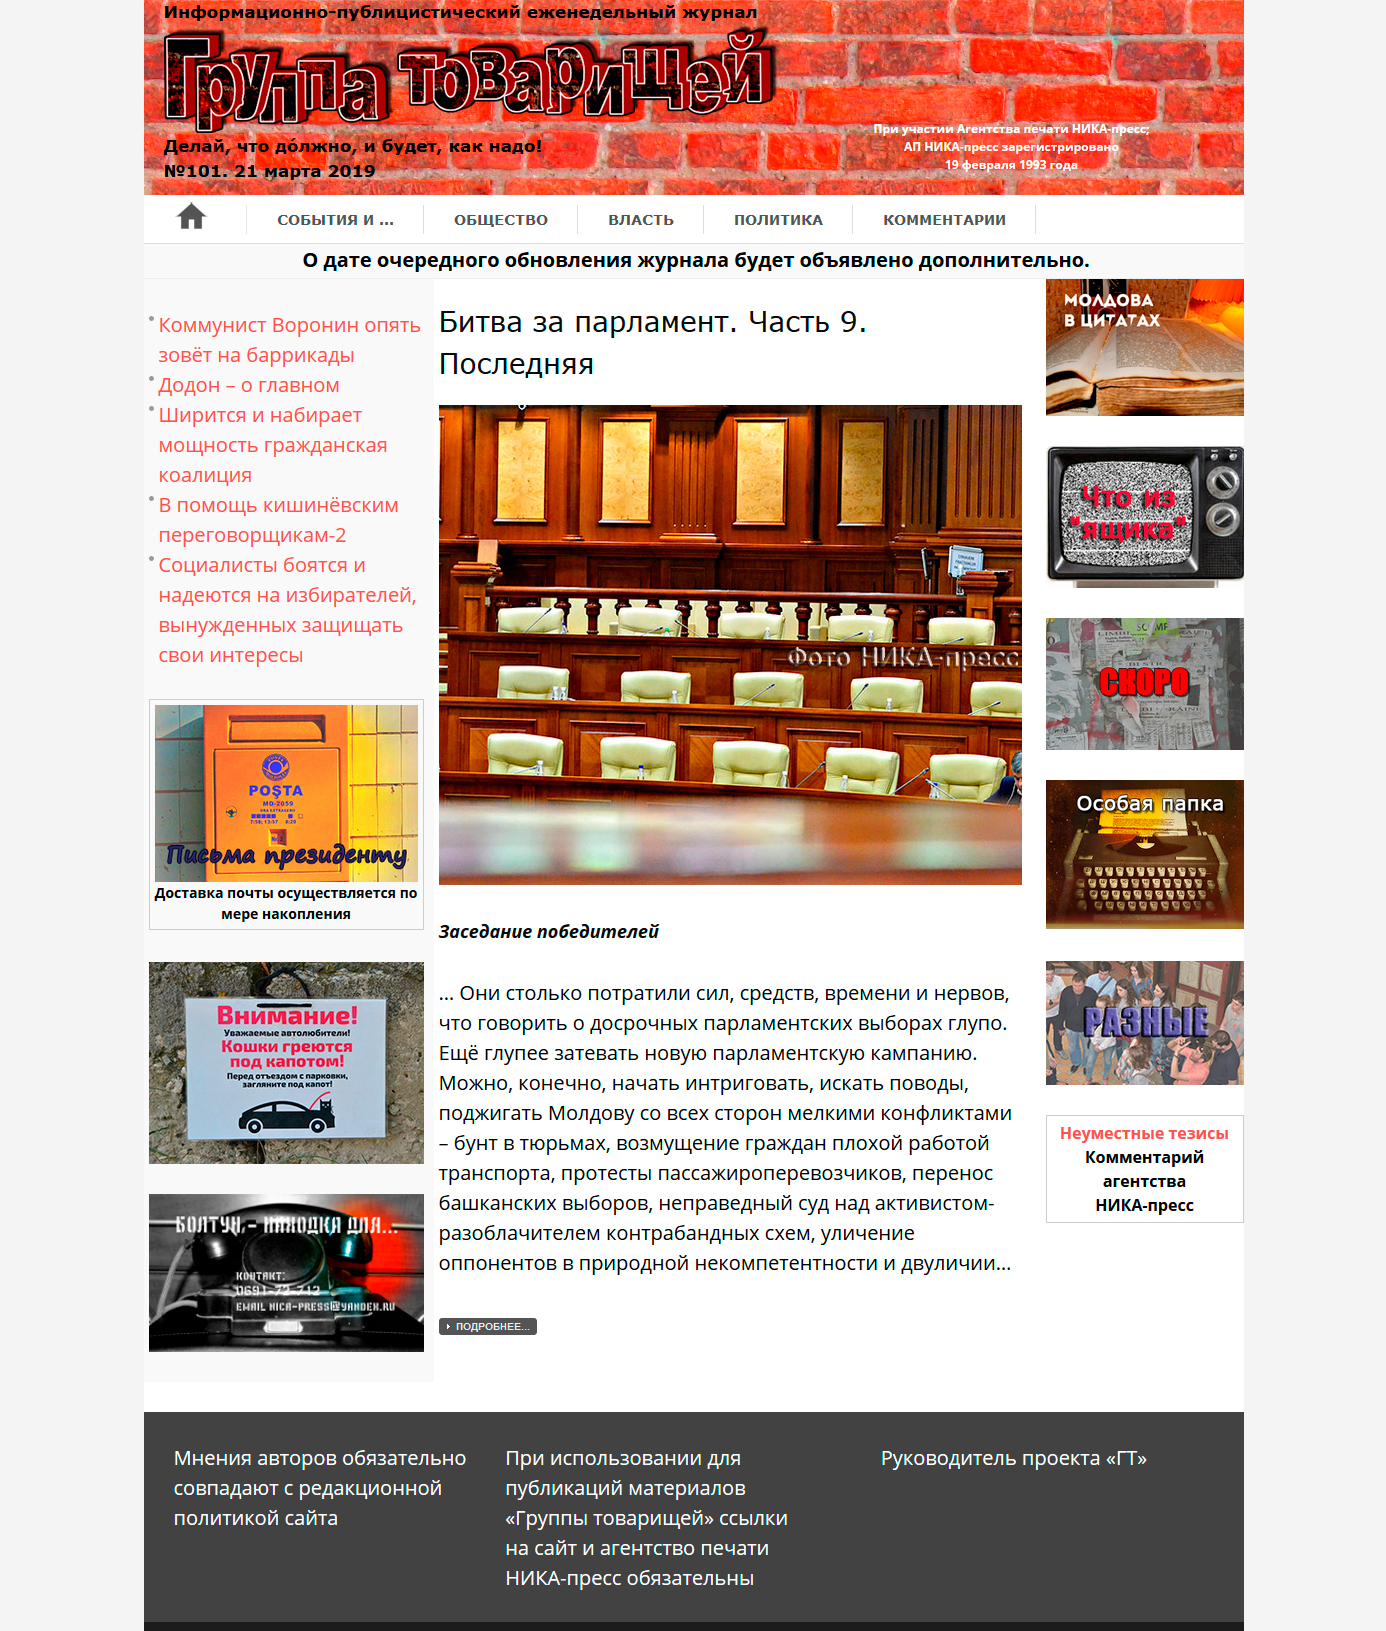 Информационно-публицистический еженедельный журнал
Группа товарищей
Делай, что до́лжно, и будет, как надо!
№101. 21 марта 2019
При участии Агентства печати НИКА-пресс;
АП НИКА-пресс зарегистрировано
19 февраля 1993 года
СОБЫТИЯ И ...
ОБЩЕСТВО
ВЛАСТЬ
ПОЛИТИКА
КОММЕНТАРИИ
О дате очередного обновления журнала будет объявлено дополнительно.
Коммунист Воронин опять
зовёт на баррикады
Додон – о главном
Ширится и набирает
мощность гражданская
коалиция
В помощь кишинёвским
переговорщикам-2
Социалисты боятся и
надеются на избирателей,
вынужденных защищать
свои интересы
POŞTA
MD-2059
Письма президенту
Доставка почты осуществляется по
мере накопления
Внимание!
Уважаемые автолюбители!
Кошки греются
под капотом!
Перед отъездом с парковки,
загляните под капот!
БОЛТУН - НАХОДКА ДЛЯ...
КОНТАКТ:
0691-72-712
EMAIL NICA-PRESS@YANDEX.RU
Битва за парламент. Часть 9.
Последняя
Фото НИКА-пресс
Заседание победителей
... Они столько потратили сил, средств, времени и нервов,
что говорить о досрочных парламентских выборах глупо.
Ещё глупее затевать новую парламентскую кампанию.
Можно, конечно, начать интриговать, искать поводы,
поджигать Молдову со всех сторон мелкими конфликтами
– бунт в тюрьмах, возмущение граждан плохой работой
транспорта, протесты пассажироперевозчиков, перенос
башканских выборов, неправедный суд над активистом-
разоблачителем контрабандных схем, уличение
оппонентов в природной некомпетентности и двуличии...
ПОДРОБНЕЕ...
МОЛДОВА
В ЦИТАТАХ
Что из
"ящика"
СКОРО
Особая папка
РАЗНЫЕ
Неуместные тезисы
Комментарий
агентства
НИКА-пресс
Мнения авторов обязательно
совпадают с редакционной
политикой сайта
При использовании для
публикаций материалов
«Группы товарищей» ссылки
на сайт и агентство печати
НИКА-пресс обязательны
Руководитель проекта «ГТ»